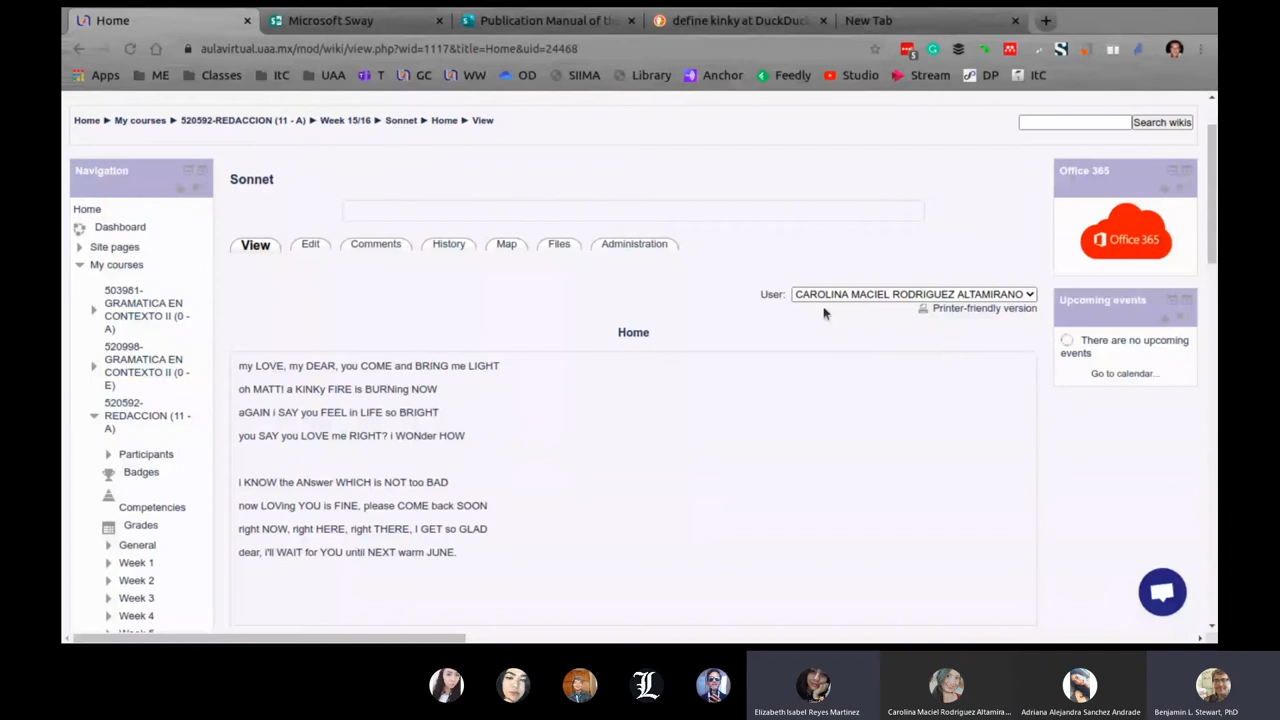 Home
Microsoft Sway
Publication Manual of th
define kinky at DuckDuc
New Tab
aulavirtual.uaa.mx/mod/wiki/view.php?wid=1117&title=Home&uid=24468
5
Apps
ME
Classes
ItC
UAA
T
GC
WW
OD
SIIMA
Library
Anchor
Feedly
Studio
Stream
DP
ItC
Home ► My courses ► 520592-REDACCION (11 - A) ► Week 15/16 ► Sonnet ► Home ► View
Search wikis
Navigation
Home
Dashboard
Site pages
My courses
503981-
GRAMATICA EN
CONTEXTO II (0 -
A)
520998-
GRAMATICA EN
CONTEXTO II (0 -
E)
520592-
REDACCION (11 -
A)
Participants
Badges
Competencies
Grades
General
Week 1
Week 2
Week 3
Week 4
Sonnet
View
Edit
Comments
History
Map
Files
Administration
User: CAROLINA MACIEL RODRIGUEZ ALTAMIRANO
Printer-friendly version
Home
my LOVE, my DEAR, you COME and BRING me LIGHT
oh MATT! a KINKy FIRE is BURNing NOW
aGAIN i SAY you FEEL in LIFE so BRIGHT
you SAY you LOVE me RIGHT? i WONder HOW
I KNOW the ANswer WHICH is NOT too BAD
now LOVing YOU is FINE, please COME back SOON
right NOW, right HERE, right THERE, I GET so GLAD
dear, i'll WAIT for YOU until NEXT warm JUNE.
Office 365
Office 365
Upcoming events
There are no upcoming
events
Go to calendar...
L
Elizabeth Isabel Reyes Martinez
Carolina Maciel Rodriguez Altamira...
Adriana Alejandra Sanchez Andrade
Benjamin L. Stewart, PhD